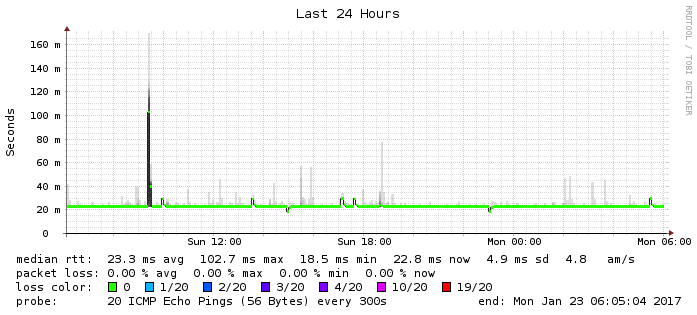 Last 24 Hours
RRDTOOL / TOBI OETIKER
Seconds
160 m
140 m
120 m
100 m
80 m
60 m
40 m
20 m
0
Sun 12:00 Sun 18:00 Mon 00:00 Mon 06:00
median rtt: 23.3 ms avg 102.7 ms max 18.5 ms min 22.8 ms now 4.9 ms sd 4.8 am/s
packet loss: 0.00 % avg 0.00 % max 0.00 % min 0.00 % now
loss color: 0 1/20 2/20 3/20 4/20 10/20 19/20
probe: 20 ICMP Echo Pings (56 Bytes) every 300s end: Mon Jan 23 06:05:04 2017